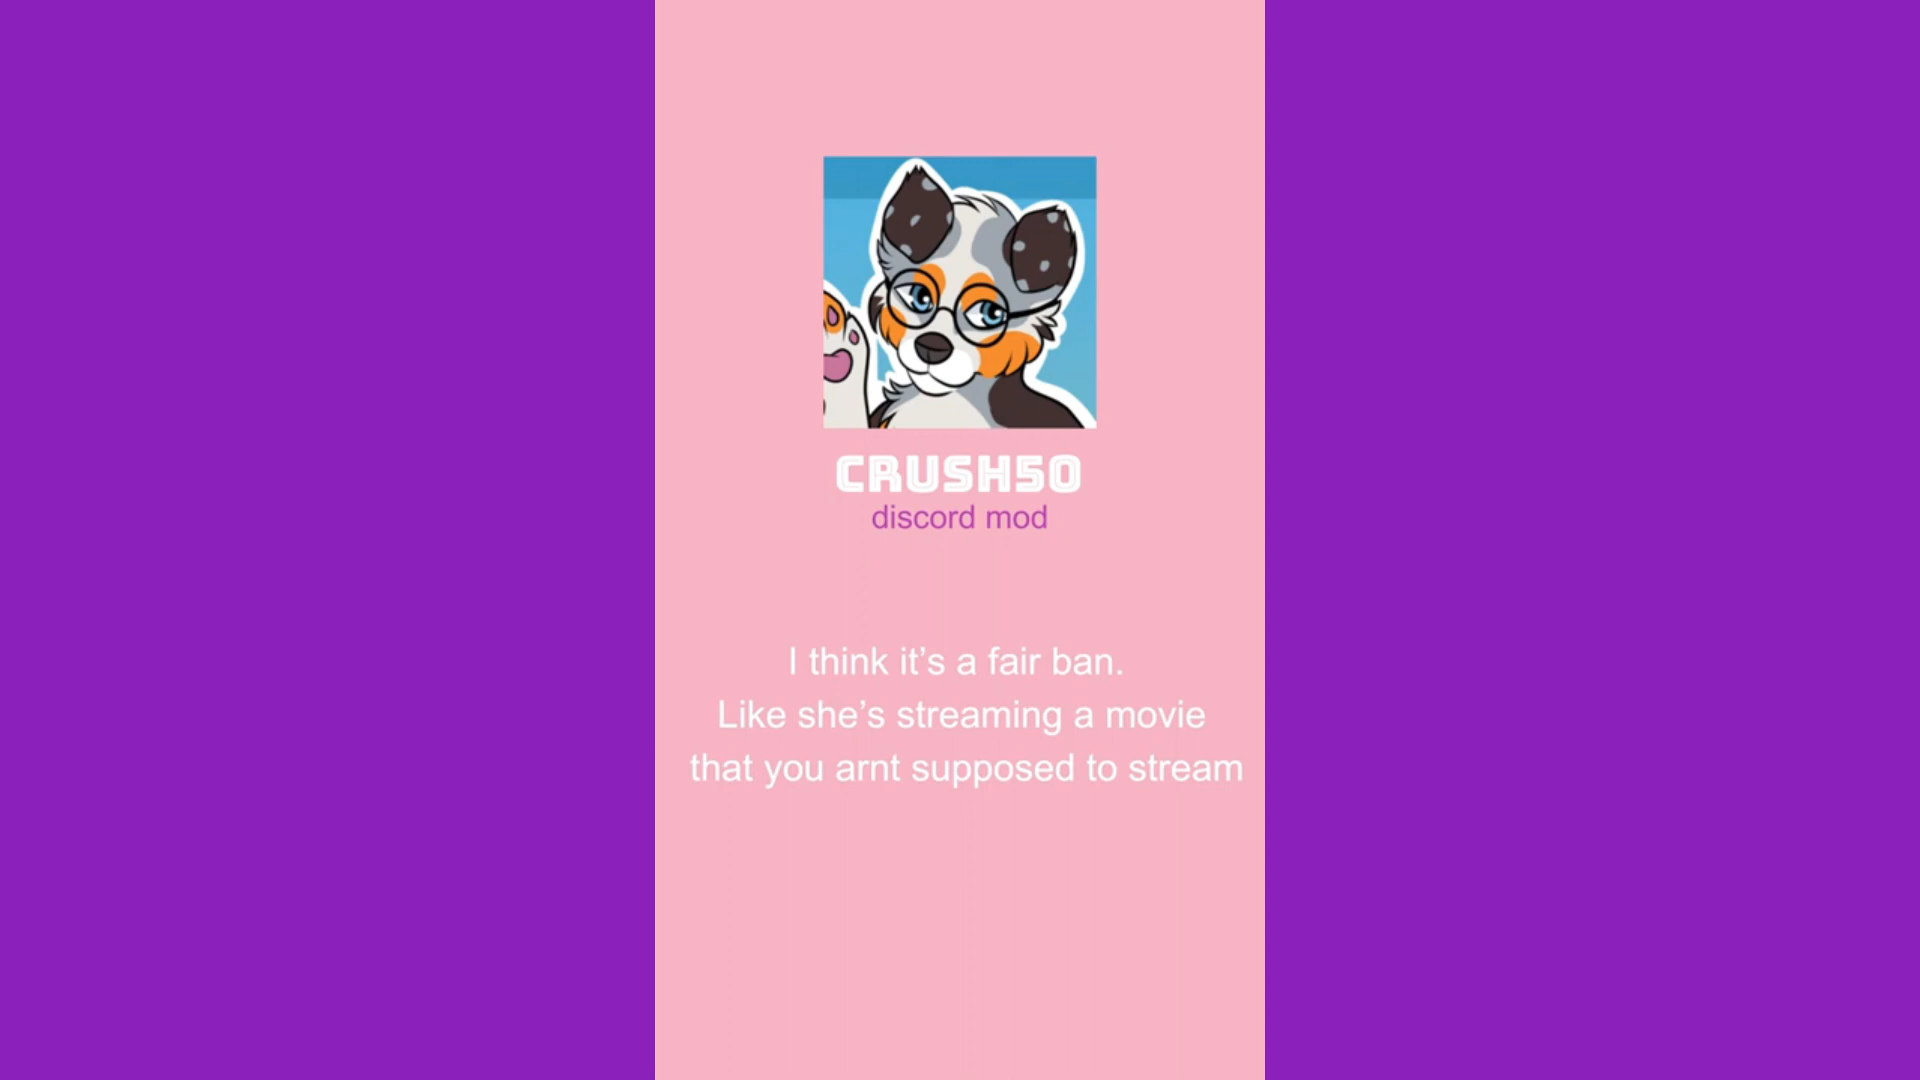 CRUSH50
discord mod
I think it’s a fair ban.
Like she’s streaming a movie
that you arnt supposed to stream